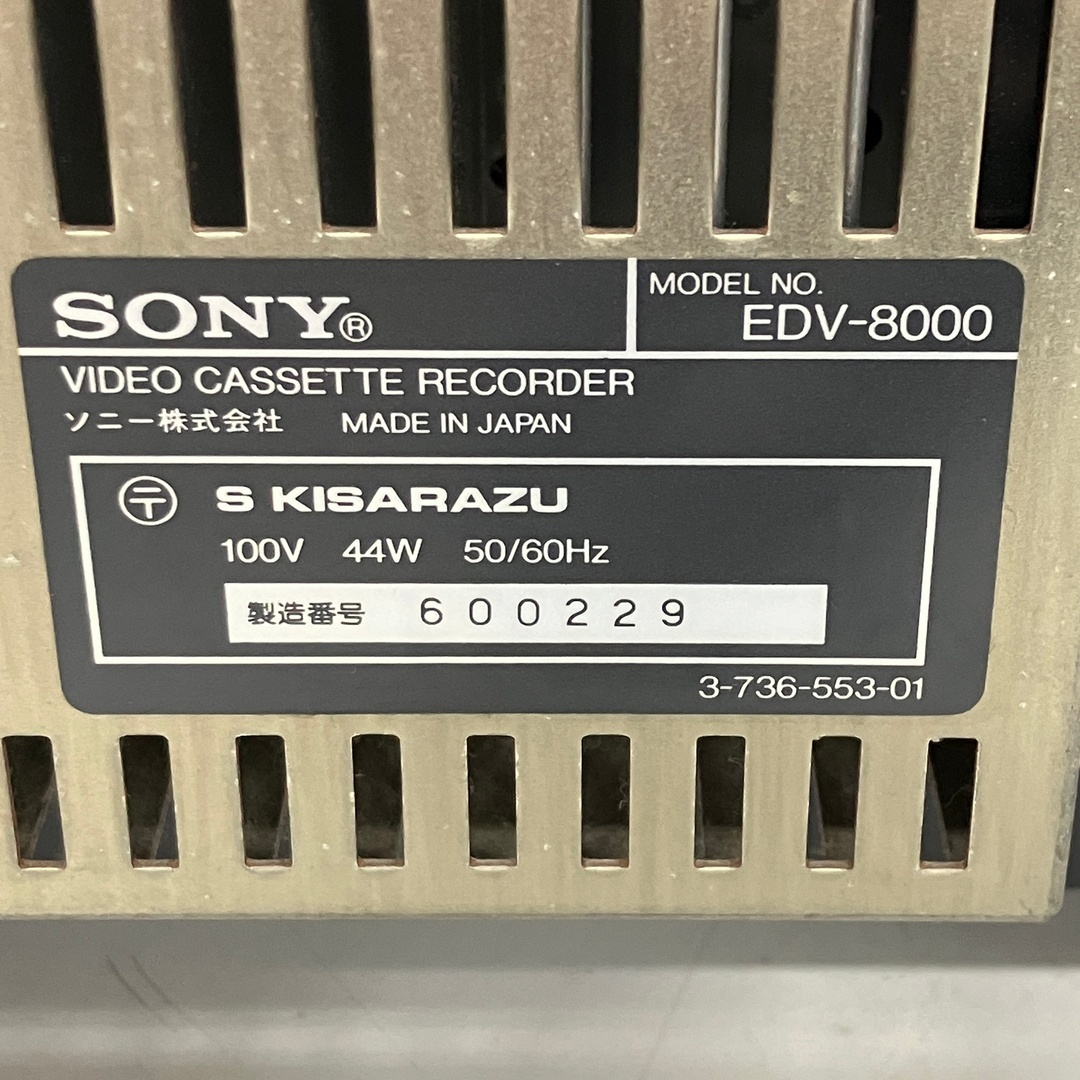 SONY®
MODEL NO.
EDV-8000
VIDEO CASSETTE RECORDER
ソニー株式会社 MADE IN JAPAN
〒 S KISARAZU
100V 44W 50/60Hz
製造番号 600229
3-736-553-01